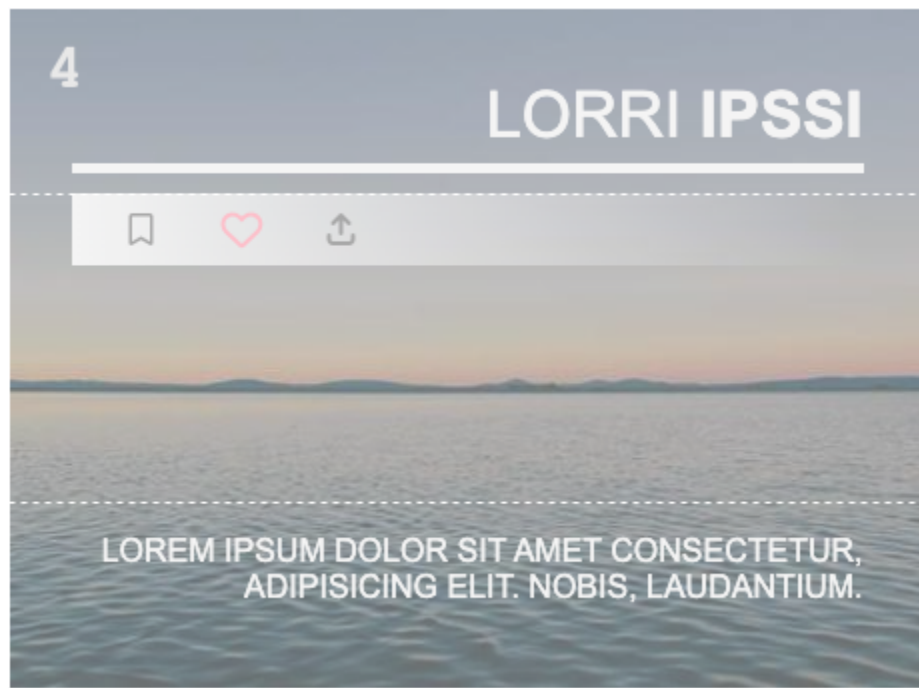 4
LORRI IPSSI
LOREM IPSUM DOLOR SIT AMET CONSECTETUR,
ADIPISICING ELIT. NOBIS, LAUDANTIUM.